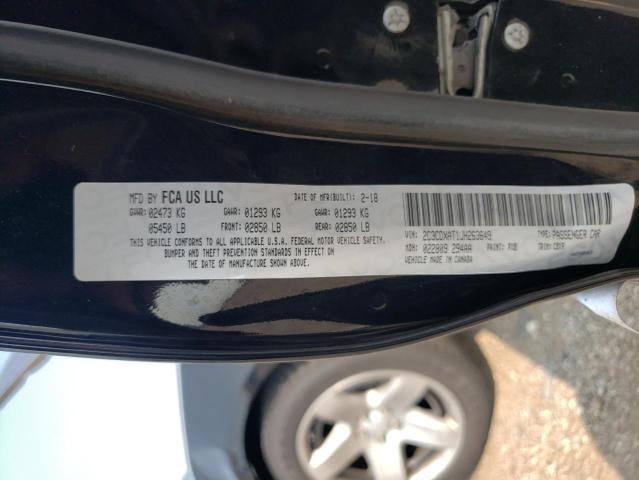 MFD BY FCA US LLC DATE OF MFR(BUILT): 2-18
GVWR: 02473 KG GAWR: 01293 KG GAWR: 01293 KG
05450 LB FRONT: 02850 LB REAR: 02850 LB
THIS VEHICLE CONFORMS TO ALL APPLICABLE U.S.A. FEDERAL MOTOR VEHICLE SAFETY,
BUMPER AND THEFT PREVENTION STANDARDS IN EFFECT ON
THE DATE OF MANUFACTURE SHOWN ABOVE.
VIN: 2C3CDXAT1JH263649 TYPE: PASSENGER CAR
MDH: 022809 294AA PAINT: PXB TRIM:
VEHICLE MADE IN CANADA